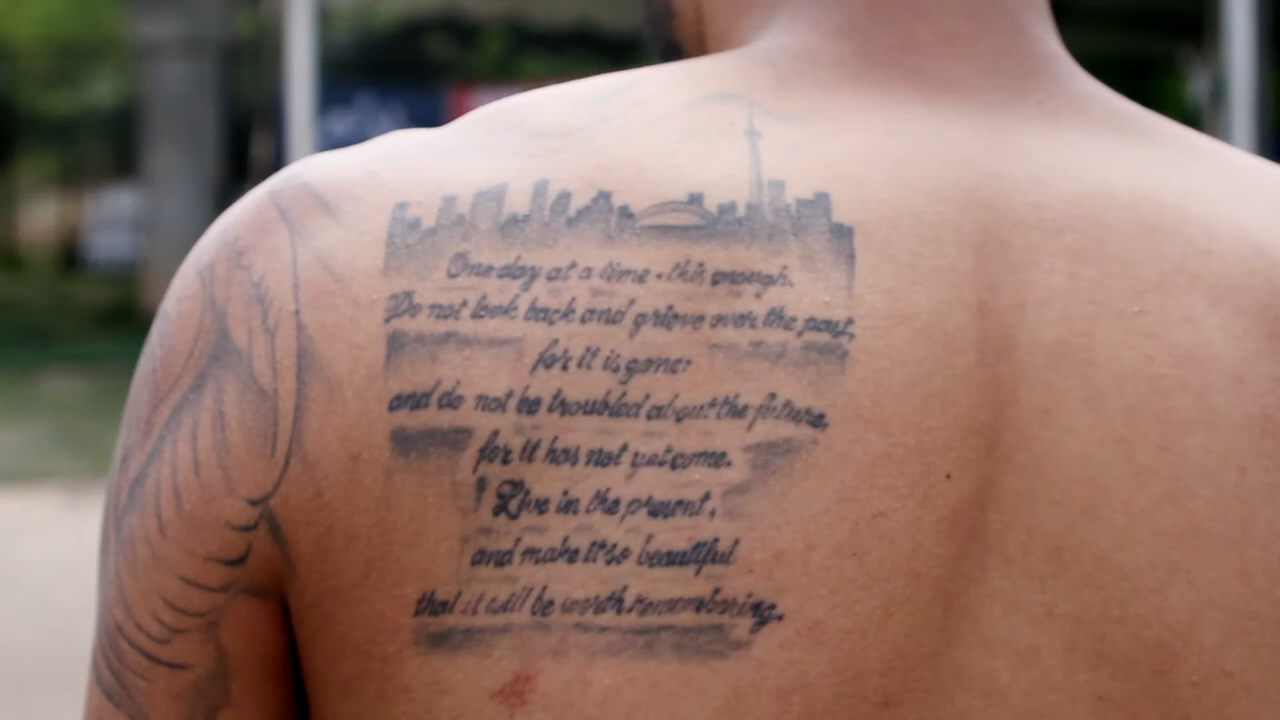 One day at a time - this enough.
Do not look back and grieve over the past,
for it is gone:
and do not be troubled about the future,
for it has not yet come.
Live in the present,
and make it so beautiful
that it will be worth remembering.